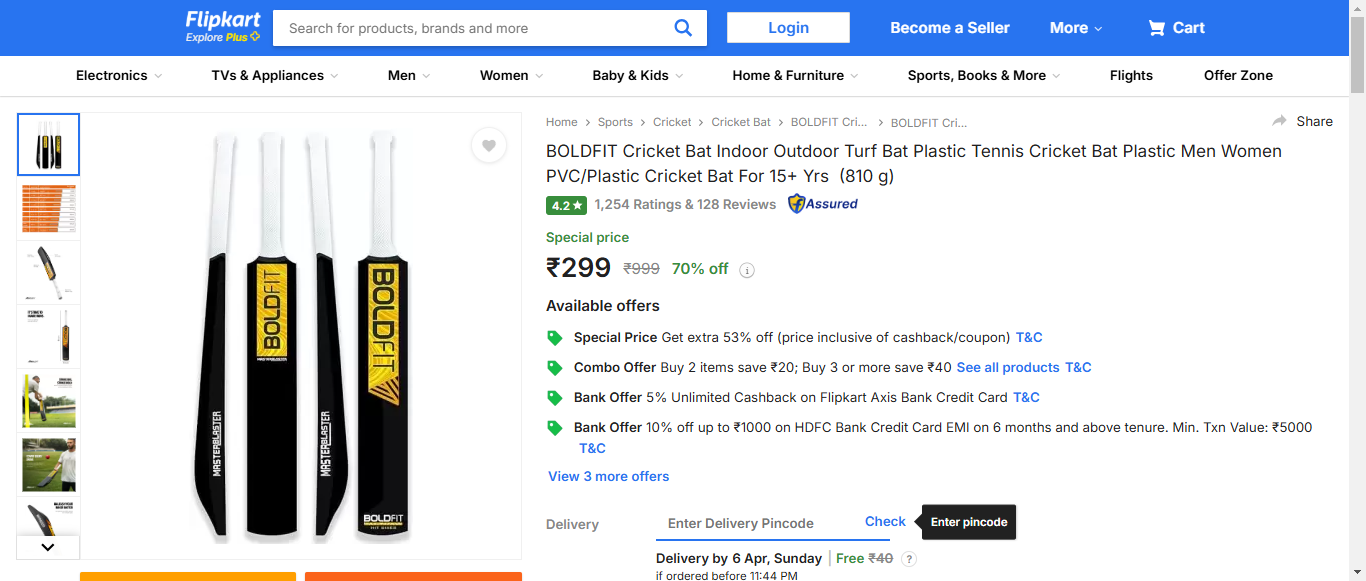 Flipkart
Explore Plus
Search for products, brands and more
Login
Become a Seller
More
Cart
Electronics
TVs & Appliances
Men
Women
Baby & Kids
Home & Furniture
Sports, Books & More
Flights
Offer Zone
Home
Sports
Cricket
Cricket Bat
BOLDFIT Cri...
BOLDFIT Cri...
Share
BOLDFIT Cricket Bat Indoor Outdoor Turf Bat Plastic Tennis Cricket Bat Plastic Men Women
PVC/Plastic Cricket Bat For 15+ Yrs (810 g)
4.2 ★
1,254 Ratings & 128 Reviews
Assured
Special price
₹299 ₹999 70% off
Available offers
Special Price Get extra 53% off (price inclusive of cashback/coupon) T&C
Combo Offer Buy 2 items save ₹20; Buy 3 or more save ₹40 See all products T&C
Bank Offer 5% Unlimited Cashback on Flipkart Axis Bank Credit Card T&C
Bank Offer 10% off up to ₹1000 on HDFC Bank Credit Card EMI on 6 months and above tenure. Min. Txn Value: ₹5000
T&C
View 3 more offers
Delivery
Enter Delivery Pincode
Check
Enter pincode
Delivery by 6 Apr, Sunday | Free ₹40 ?
if ordered before 11:44 PM
MASTERBLASTER
BOLDFIT
MASTERBLASTER
MASTERBLASTER
BOLDFIT
BOLDFIT